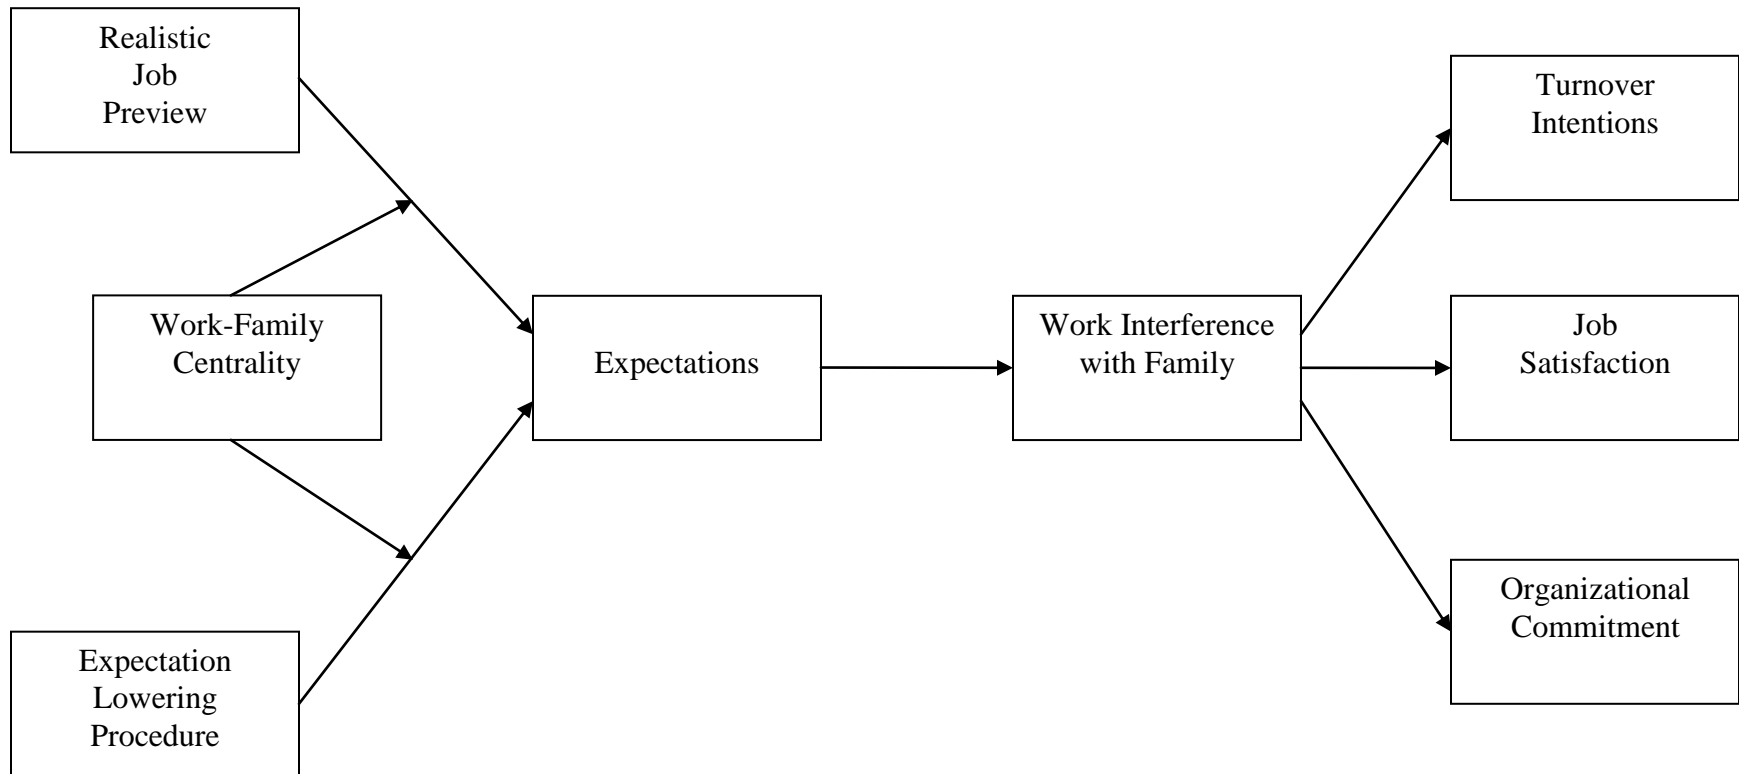 Realistic
Job
Preview
Work-Family
Centrality
Expectation
Lowering
Procedure
Expectations
Work Interference
with Family
Turnover
Intentions
Job
Satisfaction
Organizational
Commitment